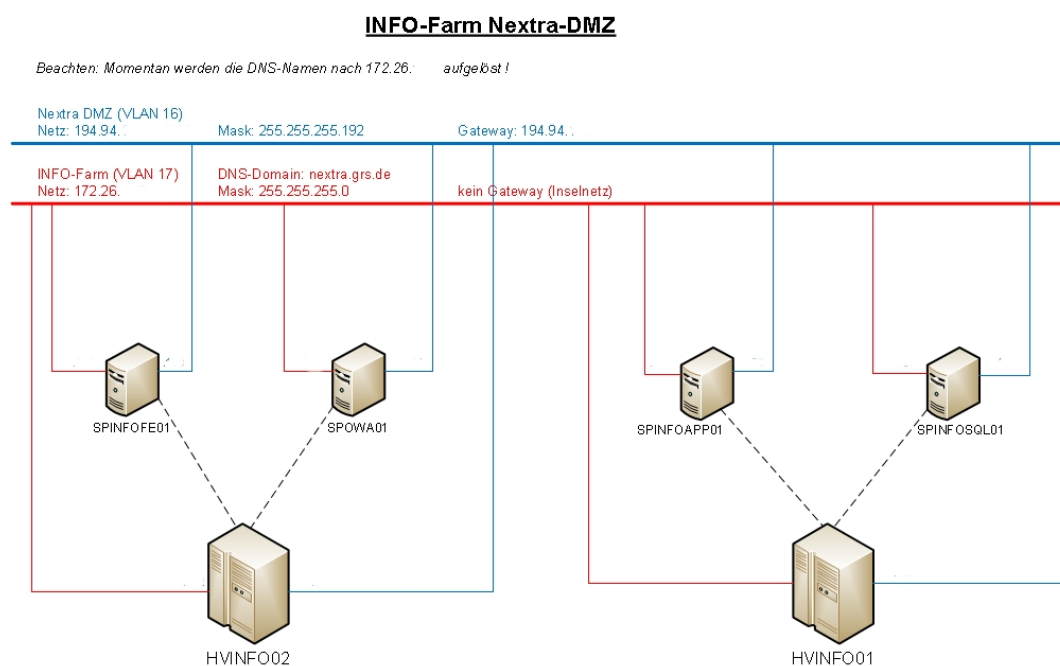 INFO-Farm Nextra-DMZ
Beachten: Momentan werden die DNS-Namen nach 172.26. aufgelöst !
Nextra DMZ (VLAN 16)
Netz: 194.94. Mask: 255.255.255.192 Gateway: 194.94.
INFO-Farm (VLAN 17) DNS-Domain: nextra.grs.de
Netz: 172.26. Mask: 255.255.255.0 kein Gateway (Inselnetz)
SPINFOFE01 SPOWA01 SPINFOAPP01 SPINFOSQL01
HVINFO02 HVINFO01